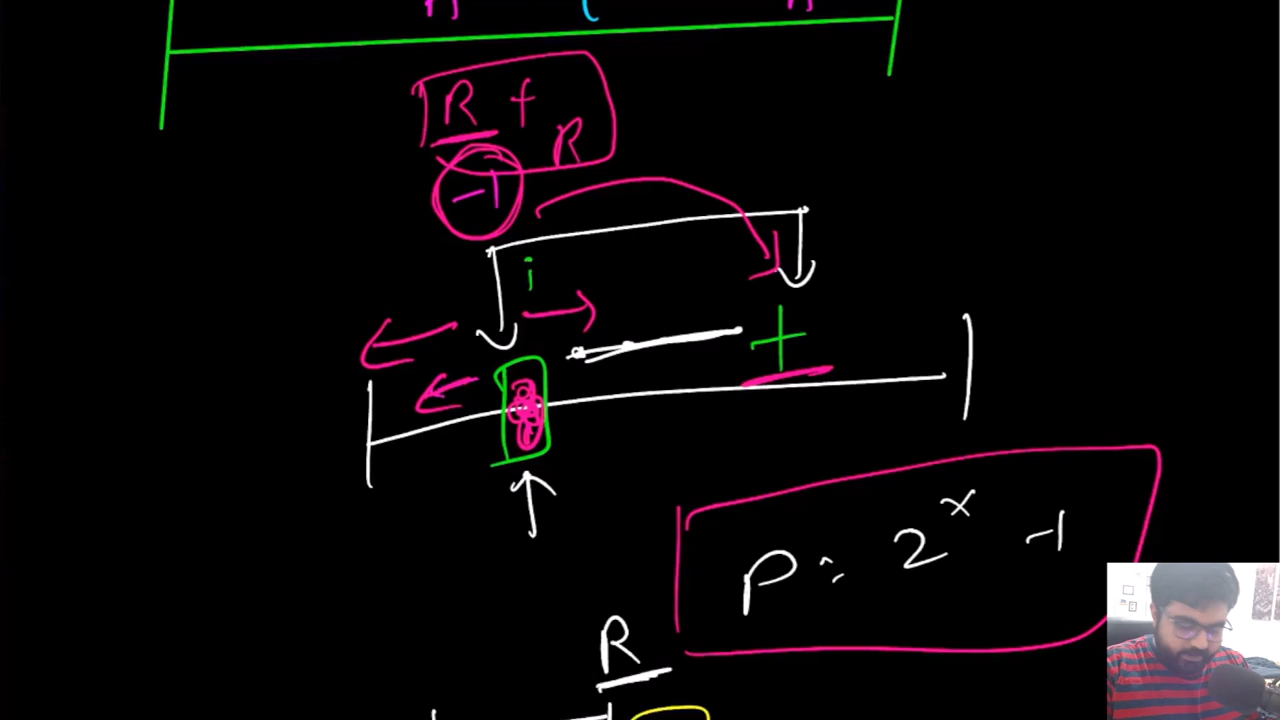 R +
R
-1
i
+
P = 2^x - 1
R